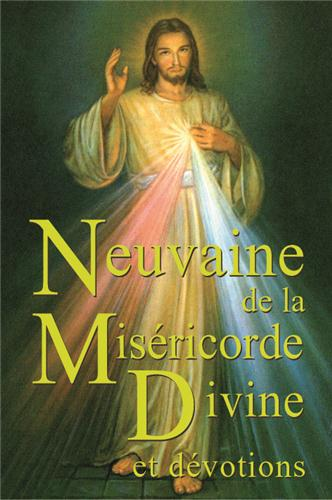 Neuvaine
de la
Miséricorde
Divine
et dévotions